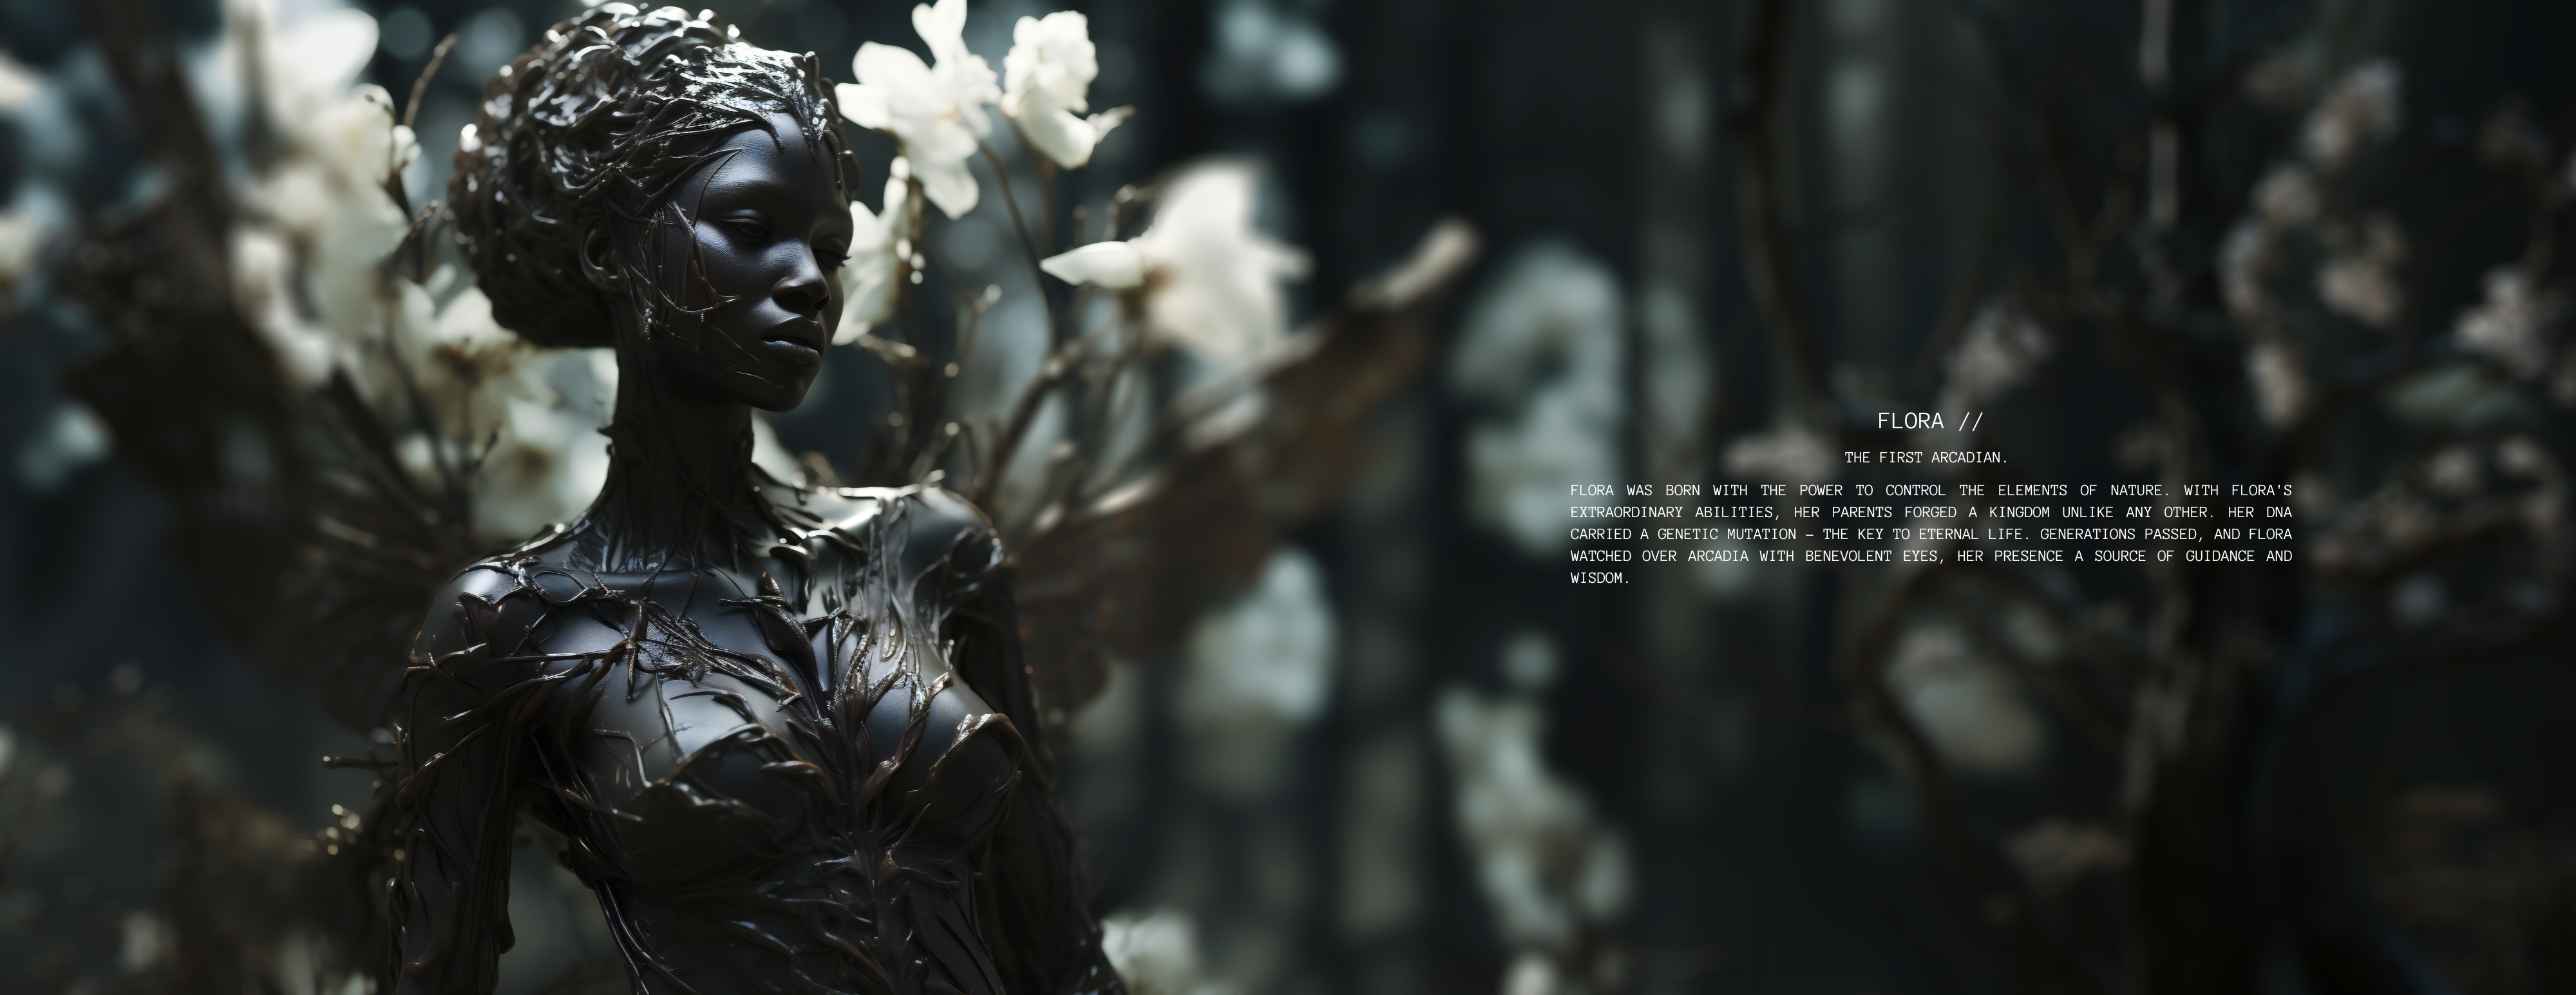 FLORA //
THE FIRST ARCADIAN.
FLORA WAS BORN WITH THE POWER TO CONTROL THE ELEMENTS OF NATURE. WITH FLORA'S
EXTRAORDINARY ABILITIES, HER PARENTS FORGED A KINGDOM UNLIKE ANY OTHER. HER DNA
CARRIED A GENETIC MUTATION – THE KEY TO ETERNAL LIFE. GENERATIONS PASSED, AND FLORA
WATCHED OVER ARCADIA WITH BENEVOLENT EYES, HER PRESENCE A SOURCE OF GUIDANCE AND
WISDOM.